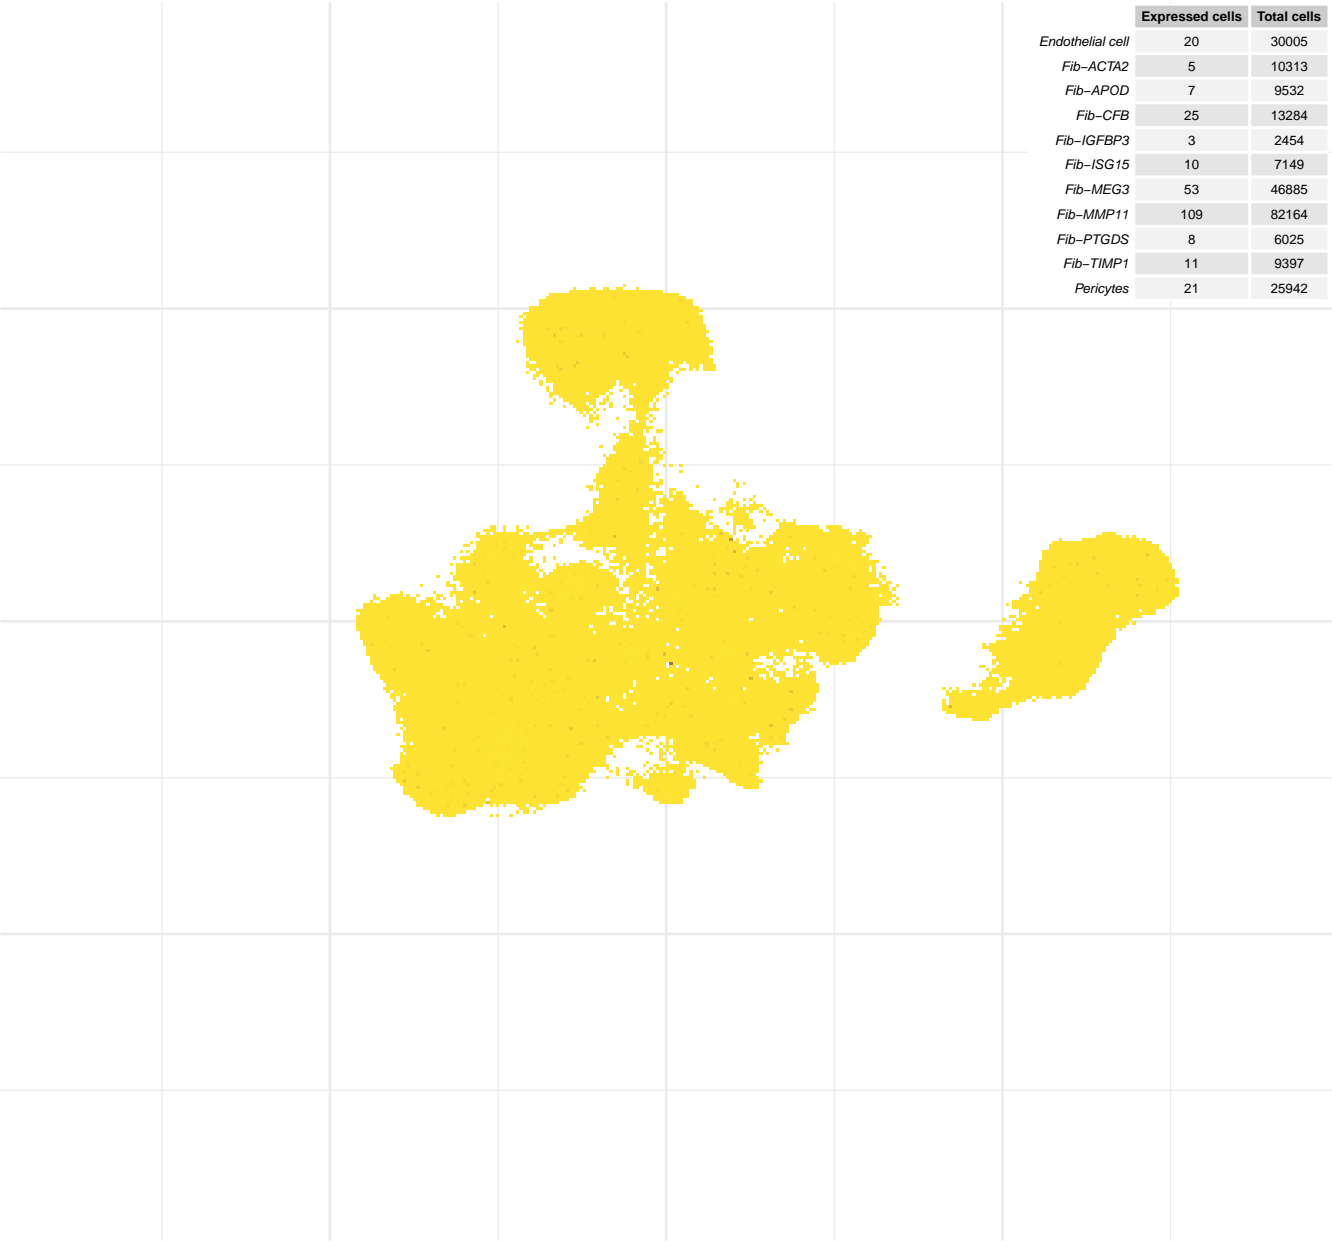 Expressed cells Total cells
Endothelial cell 20 30005
Fib−ACTA2 5 10313
Fib−APOD 7 9532
Fib−CFB 25 13284
Fib−IGFBP3 3 2454
Fib−ISG15 10 7149
Fib−MEG3 53 46885
Fib−MMP11 109 82164
Fib−PTGDS 8 6025
Fib−TIMP1 11 9397
Pericytes 21 25942